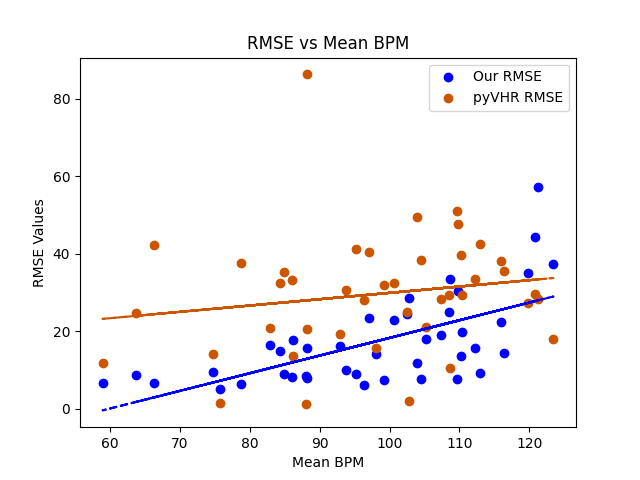 RMSE vs Mean BPM
Our RMSE
pyVHR RMSE
80
60
40
20
0
RMSE Values
60 70 80 90 100 110 120
Mean BPM